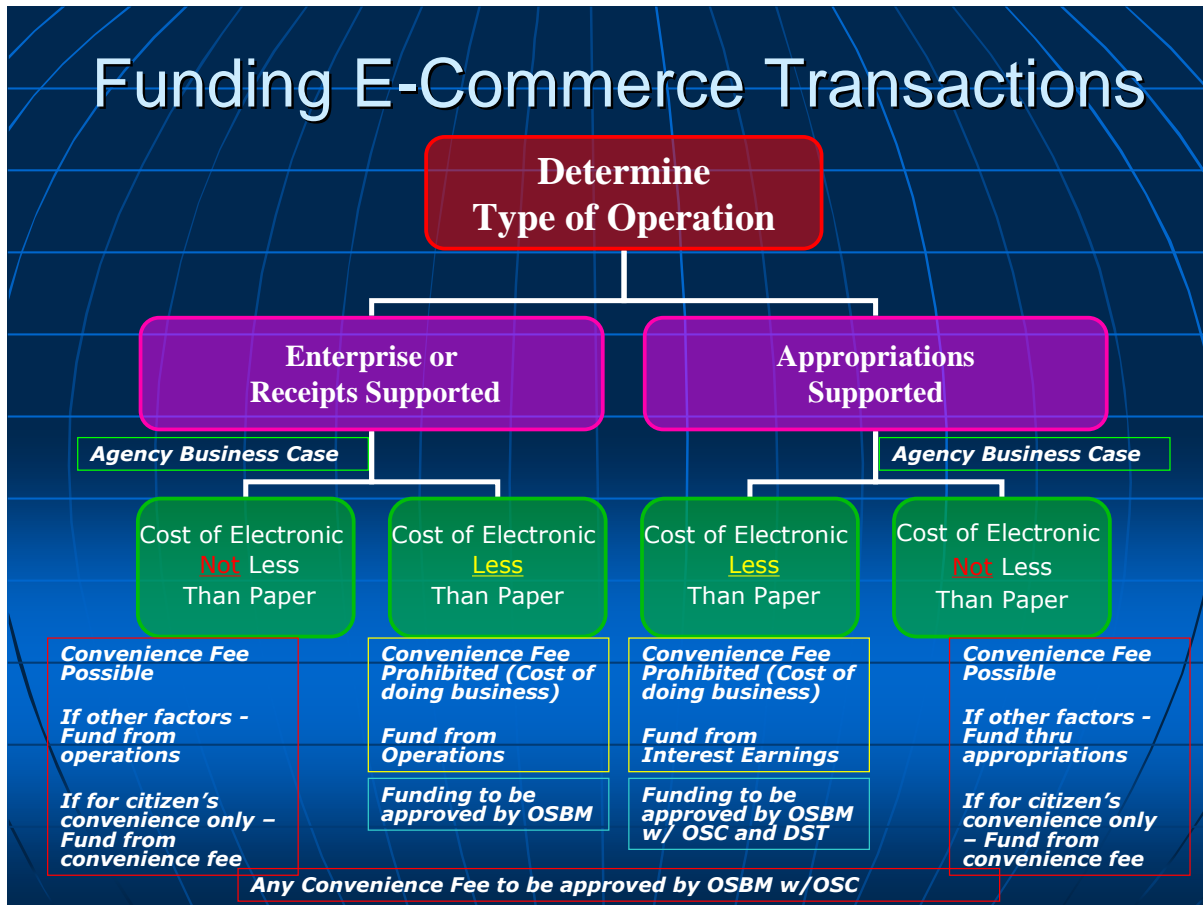 Funding E-Commerce Transactions
Determine
Type of Operation
Enterprise or
Receipts Supported
Appropriations
Supported
Agency Business Case
Agency Business Case
Cost of Electronic
Not Less
Than Paper
Cost of Electronic
Less
Than Paper
Cost of Electronic
Less
Than Paper
Cost of Electronic
Not Less
Than Paper
Convenience Fee
Possible
If other factors -
Fund from
operations
If for citizen’s
convenience only –
Fund from
convenience fee
Convenience Fee
Prohibited (Cost of
doing business)
Fund from
Operations
Funding to be
approved by OSBM
Convenience Fee
Prohibited (Cost of
doing business)
Fund from
Interest Earnings
Funding to be
approved by OSBM
w/ OSC and DST
Convenience Fee
Possible
If other factors -
Fund thru
appropriations
If for citizen’s
convenience only
– Fund from
convenience fee
Any Convenience Fee to be approved by OSBM w/OSC